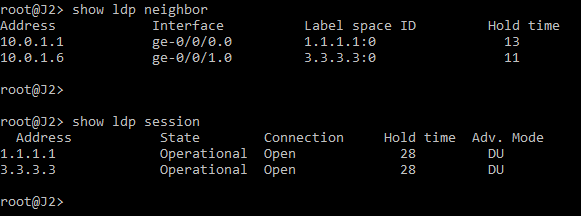 root@J2> show ldp neighbor
Address Interface Label space ID Hold time
10.0.1.1 ge-0/0/0.0 1.1.1.1:0 13
10.0.1.6 ge-0/0/1.0 3.3.3.3:0 11
root@J2>
root@J2> show ldp session
Address State Connection Hold time Adv. Mode
1.1.1.1 Operational Open 28 DU
3.3.3.3 Operational Open 28 DU
root@J2>